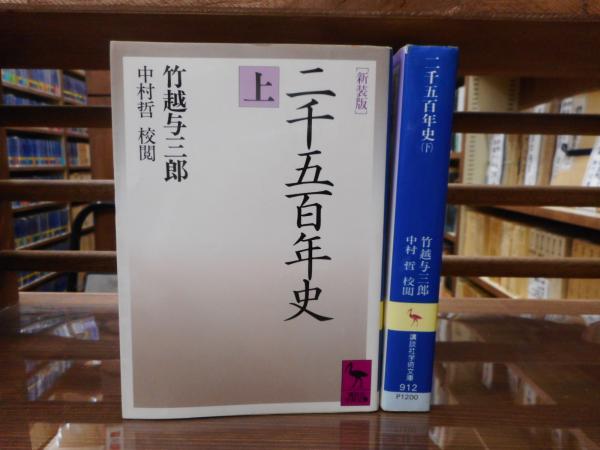 [新装版]
二千五百年史
上
竹越与三郎
中村哲 校閲
二千五百年史(下)
竹越与三郎
中村 哲 校閲
講談社学術文庫
912
P1200